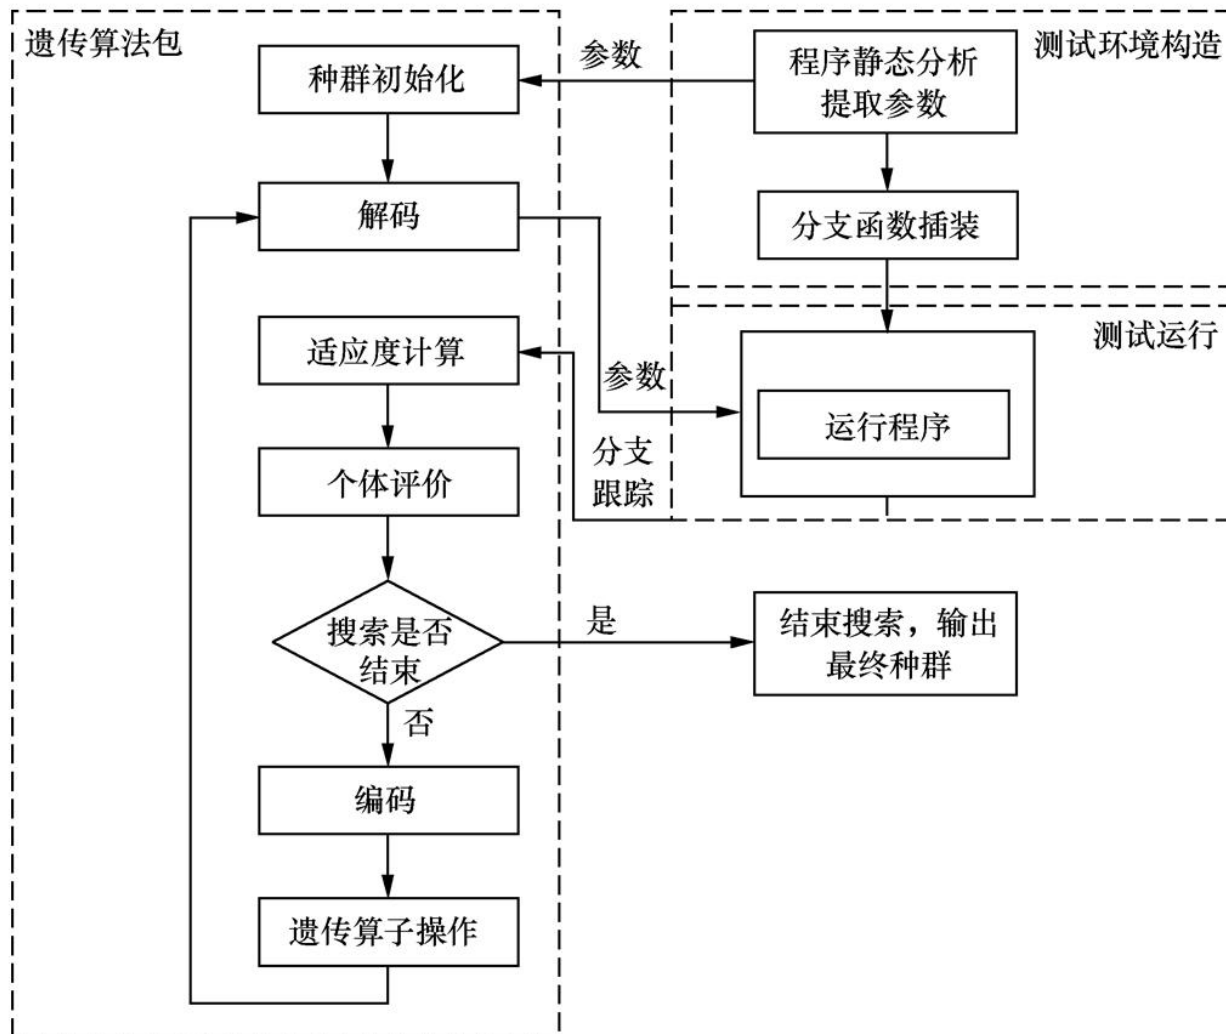 遗传算法包
种群初始化
参数
程序静态分析
提取参数
测试环境构造
解码
分支函数插装
适应度计算
参数
测试运行
运行程序
个体评价
分支
跟踪
搜索是否
结束
是
结束搜索，输出
最终种群
否
编码
遗传算子操作